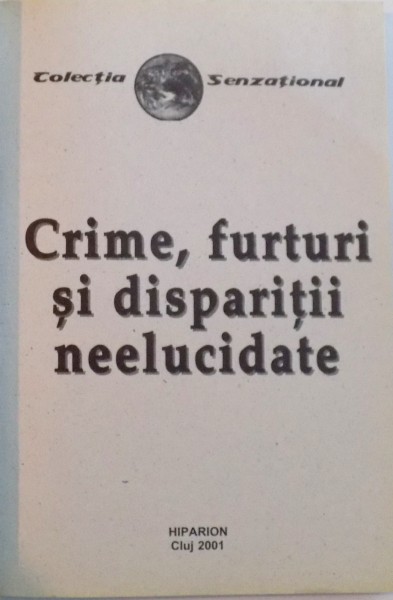 Colecția Senzațional
Crime, furturi
și dispariții
neelucidate
HIPARION
Cluj 2001